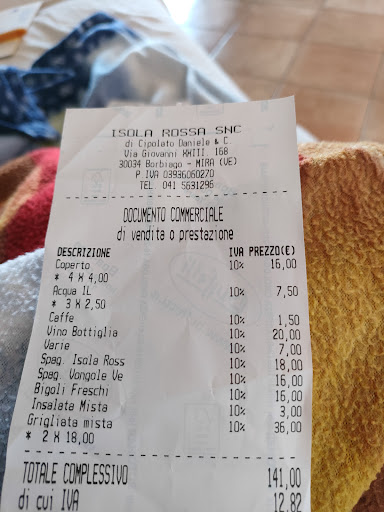 ISOLA ROSSA SNC
di Cipolato Daniele & C.
Via Giovanni XXIII, 168
30034 Borbiago - MIRA (VE)
P.IVA 03936060270
TEL. 041 5631296
DOCUMENTO COMMERCIALE
di vendita o prestazione
DESCRIZIONE IVA PREZZO(€)
Coperto 10% 16,00
* 4 X 4,00
Acqua 1L 10% 7,50
* 3 X 2,50
Caffe 10% 1,50
Vino Bottiglia 10% 20,00
Varie 10% 7,00
Spag. Isola Ross 10% 18,00
Spag. Vongole Ve 10% 16,00
Bigoli Freschi 10% 16,00
Insalata Mista 10% 3,00
Grigliata mista 10% 36,00
* 2 X 18,00
TOTALE COMPLESSIVO 141,00
di cui IVA 12,82